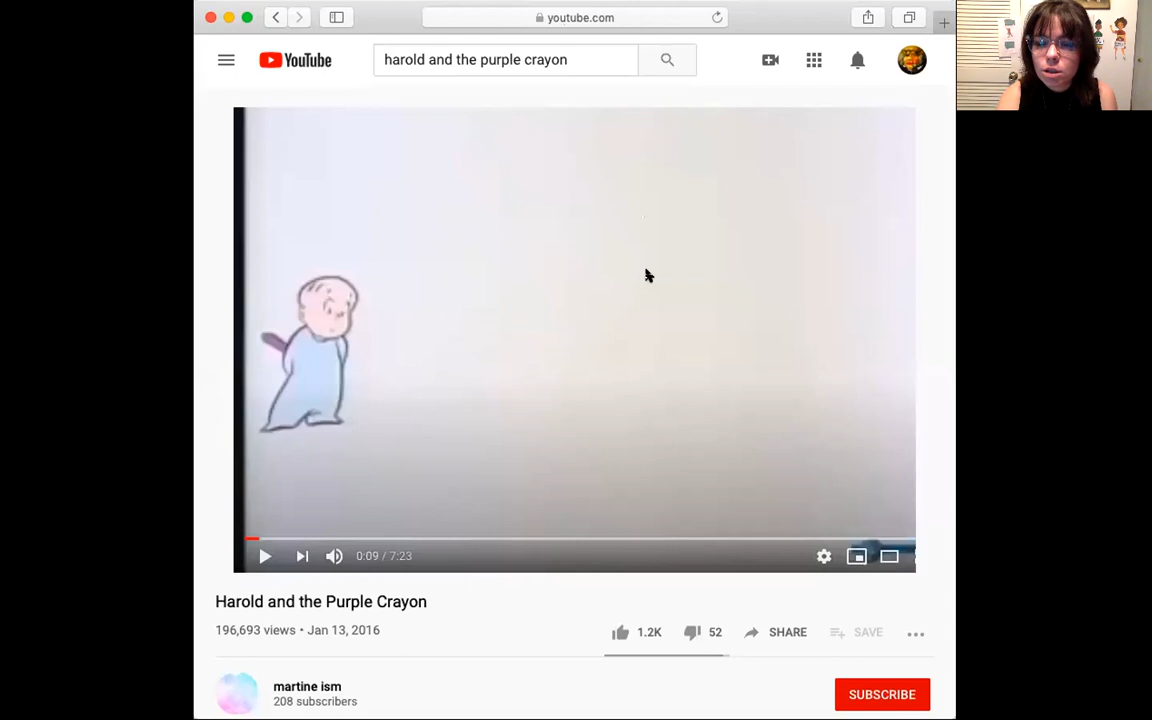 youtube.com
YouTube
harold and the purple crayon
0:09 / 7:23
Harold and the Purple Crayon
196,693 views • Jan 13, 2016
1.2K
52
SHARE
SAVE
martine ism
208 subscribers
SUBSCRIBE